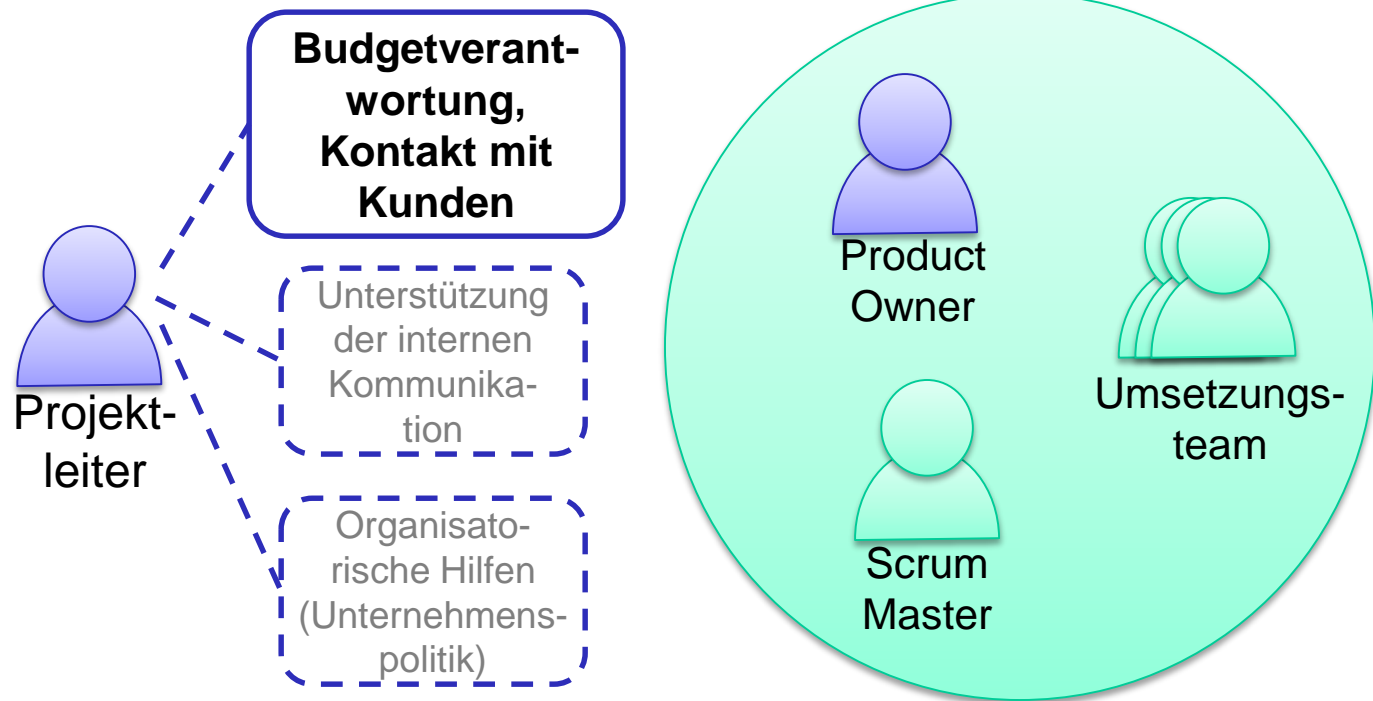 Budgetverant-
wortung,
Kontakt mit
Kunden
Projekt-
leiter
Unterstützung
der internen
Kommunika-
tion
Organisato-
rische Hilfen
(Unternehmens-
politik)
Product
Owner
Umsetzungs-
team
Scrum
Master